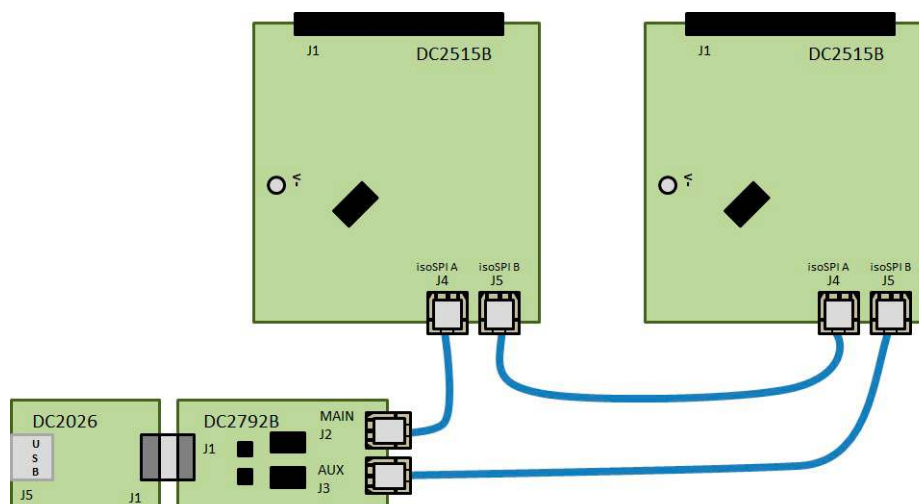 J1
DC2515B
J1
DC2515B
V-
V-
isoSPI A
isoSPI B
J4
J5
isoSPI A
isoSPI B
J4
J5
DC2026
U
S
B
J5
J1
DC2792B
J1
MAIN
J2
AUX
J3